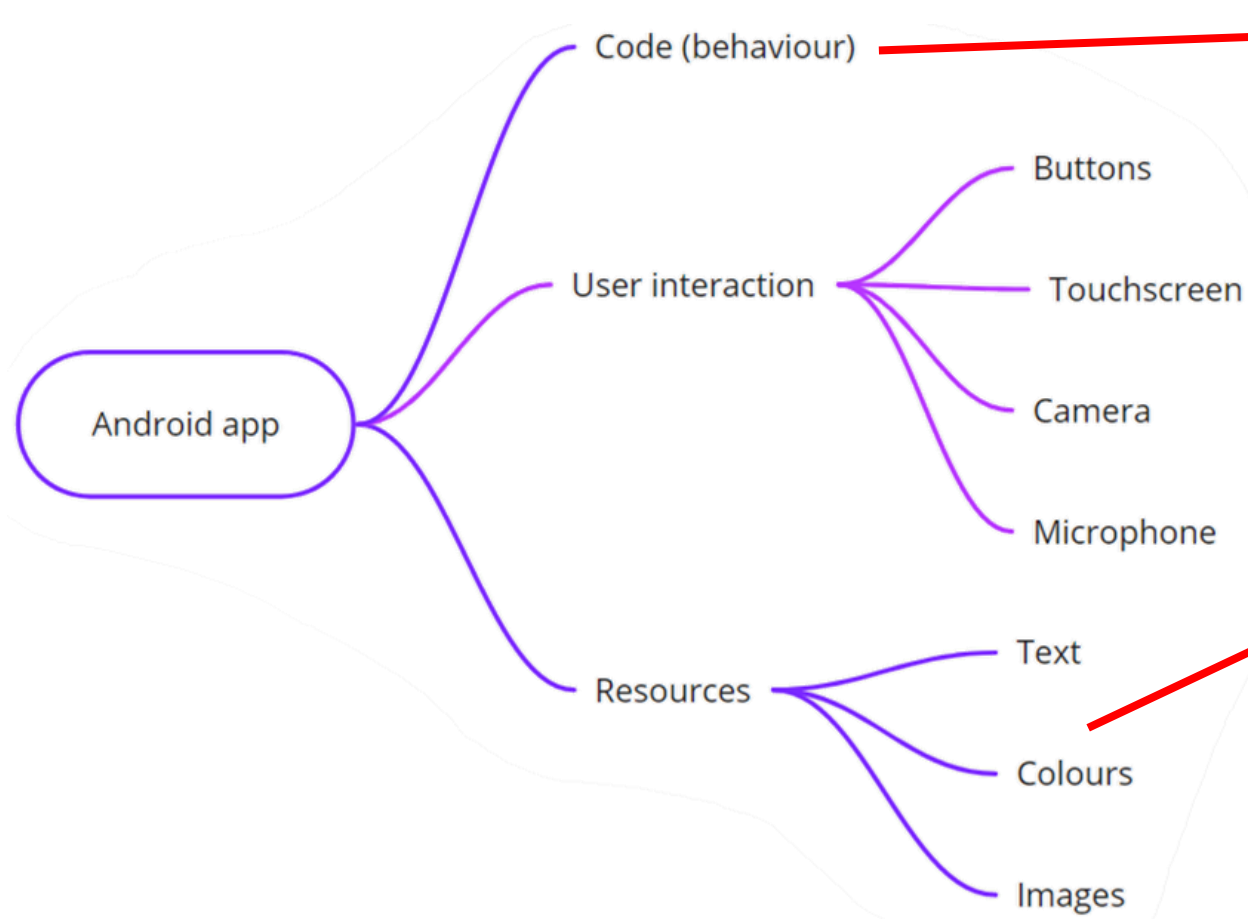 Android app
Code (behaviour)
User interaction
Buttons
Touchscreen
Camera
Microphone
Resources
Text
Colours
Images